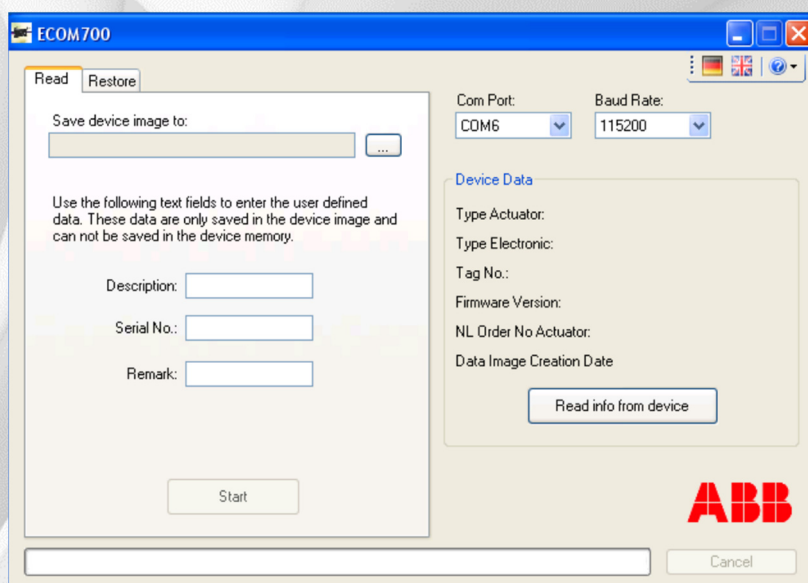 ECOM700
Read
Restore
Save device image to:
...
Use the following text fields to enter the user defined
data. These data are only saved in the device image and
can not be saved in the device memory.
Description:
Serial No.:
Remark:
Start
Com Port:
Baud Rate:
COM6
115200
Device Data
Type Actuator:
Type Electronic:
Tag No.:
Firmware Version:
NL Order No Actuator:
Data Image Creation Date
Read info from device
ABB
Cancel